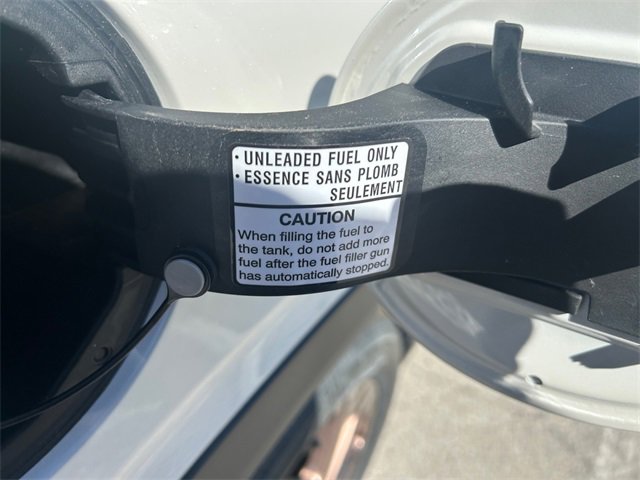 • UNLEADED FUEL ONLY
• ESSENCE SANS PLOMB
SEULEMENT
CAUTION
When filling the fuel to
the tank, do not add more
fuel after the fuel filler gun
has automatically stopped.